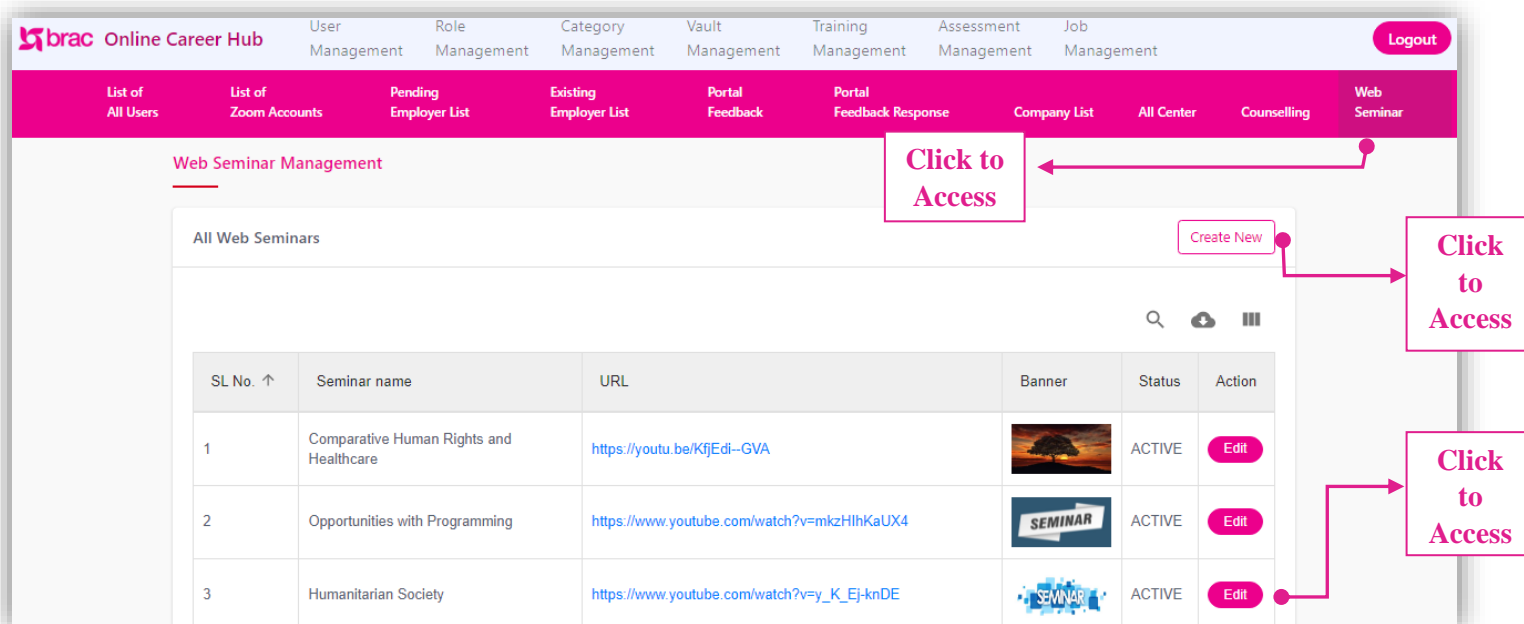 brac Online Career Hub
User Management
Role Management
Category Management
Vault Management
Training Management
Assessment Management
Job Management
Logout
List of All Users
List of Zoom Accounts
Pending Employer List
Existing Employer List
Portal Feedback
Portal Feedback Response
Company List
All Center
Counselling
Web Seminar
Web Seminar Management
Click to
Access
All Web Seminars
Create New
Click
to
Access
SL No. ↑ Seminar name URL Banner Status Action
1 Comparative Human Rights and Healthcare https://youtu.be/KfjEdi--GVA ACTIVE Edit
2 Opportunities with Programming https://www.youtube.com/watch?v=mkzHIhKaUX4 SEMINAR ACTIVE Edit
Click
to
Access
3 Humanitarian Society https://www.youtube.com/watch?v=y_K_Ej-knDE SEMINAR ACTIVE Edit